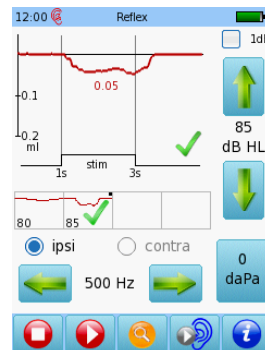 12:00 Reflex
1dB
0.05
-0.1
85
dB HL
-0.2
ml
stim
1s 3s
80 85
ipsi contra
500 Hz
0
daPa